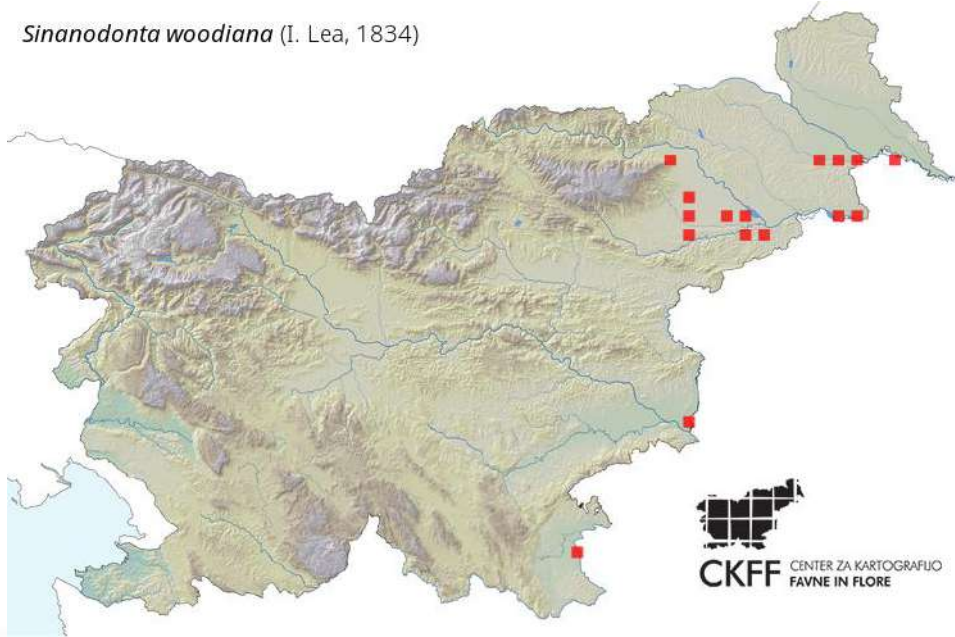 Sinanodonta woodiana (I. Lea, 1834)
CKFF CENTER ZA KARTOGRAFIJO
FAVNE IN FLORE